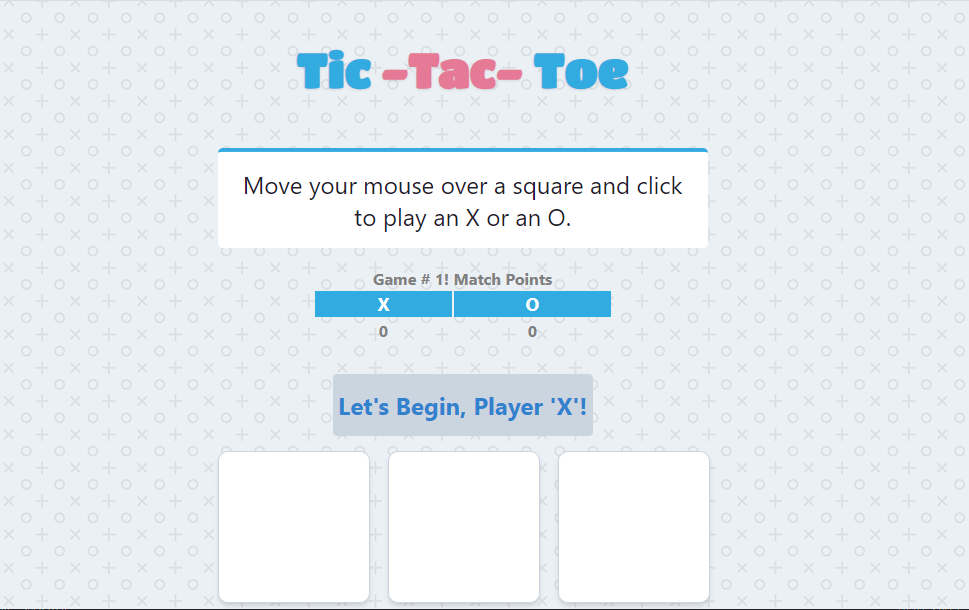 Tic -Tac- Toe
Move your mouse over a square and click
to play an X or an O.
Game # 1! Match Points
X O
0 0
Let's Begin, Player 'X'!